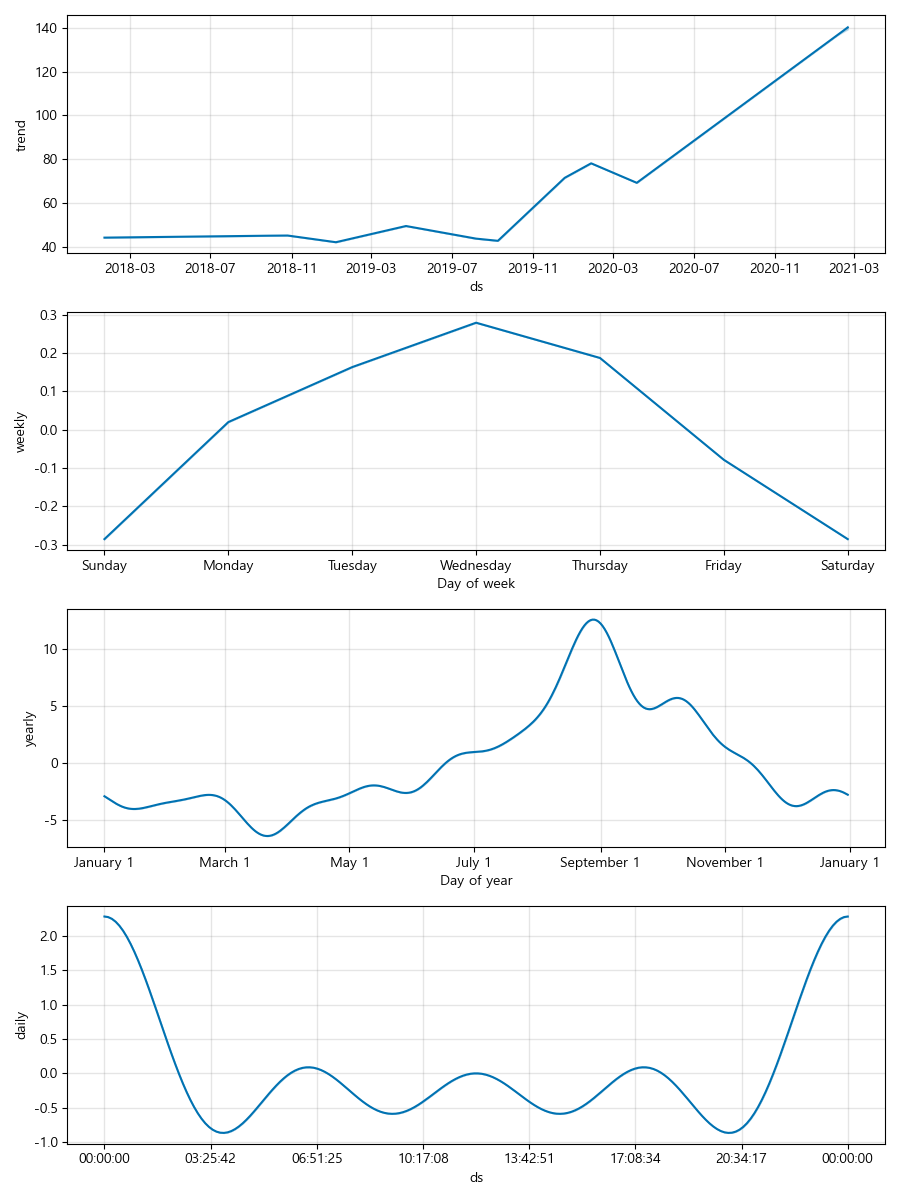 140
120
100
80
60
40
trend
2018-03 2018-07 2018-11 2019-03 2019-07 2019-11 2020-03 2020-07 2020-11 2021-03
ds
0.3
0.2
0.1
0.0
-0.1
-0.2
-0.3
weekly
Sunday Monday Tuesday Wednesday Thursday Friday Saturday
Day of week
10
5
0
-5
yearly
January 1 March 1 May 1 July 1 September 1 November 1 January 1
Day of year
2.0
1.5
1.0
0.5
0.0
-0.5
-1.0
daily
00:00:00 03:25:42 06:51:25 10:17:08 13:42:51 17:08:34 20:34:17 00:00:00
ds